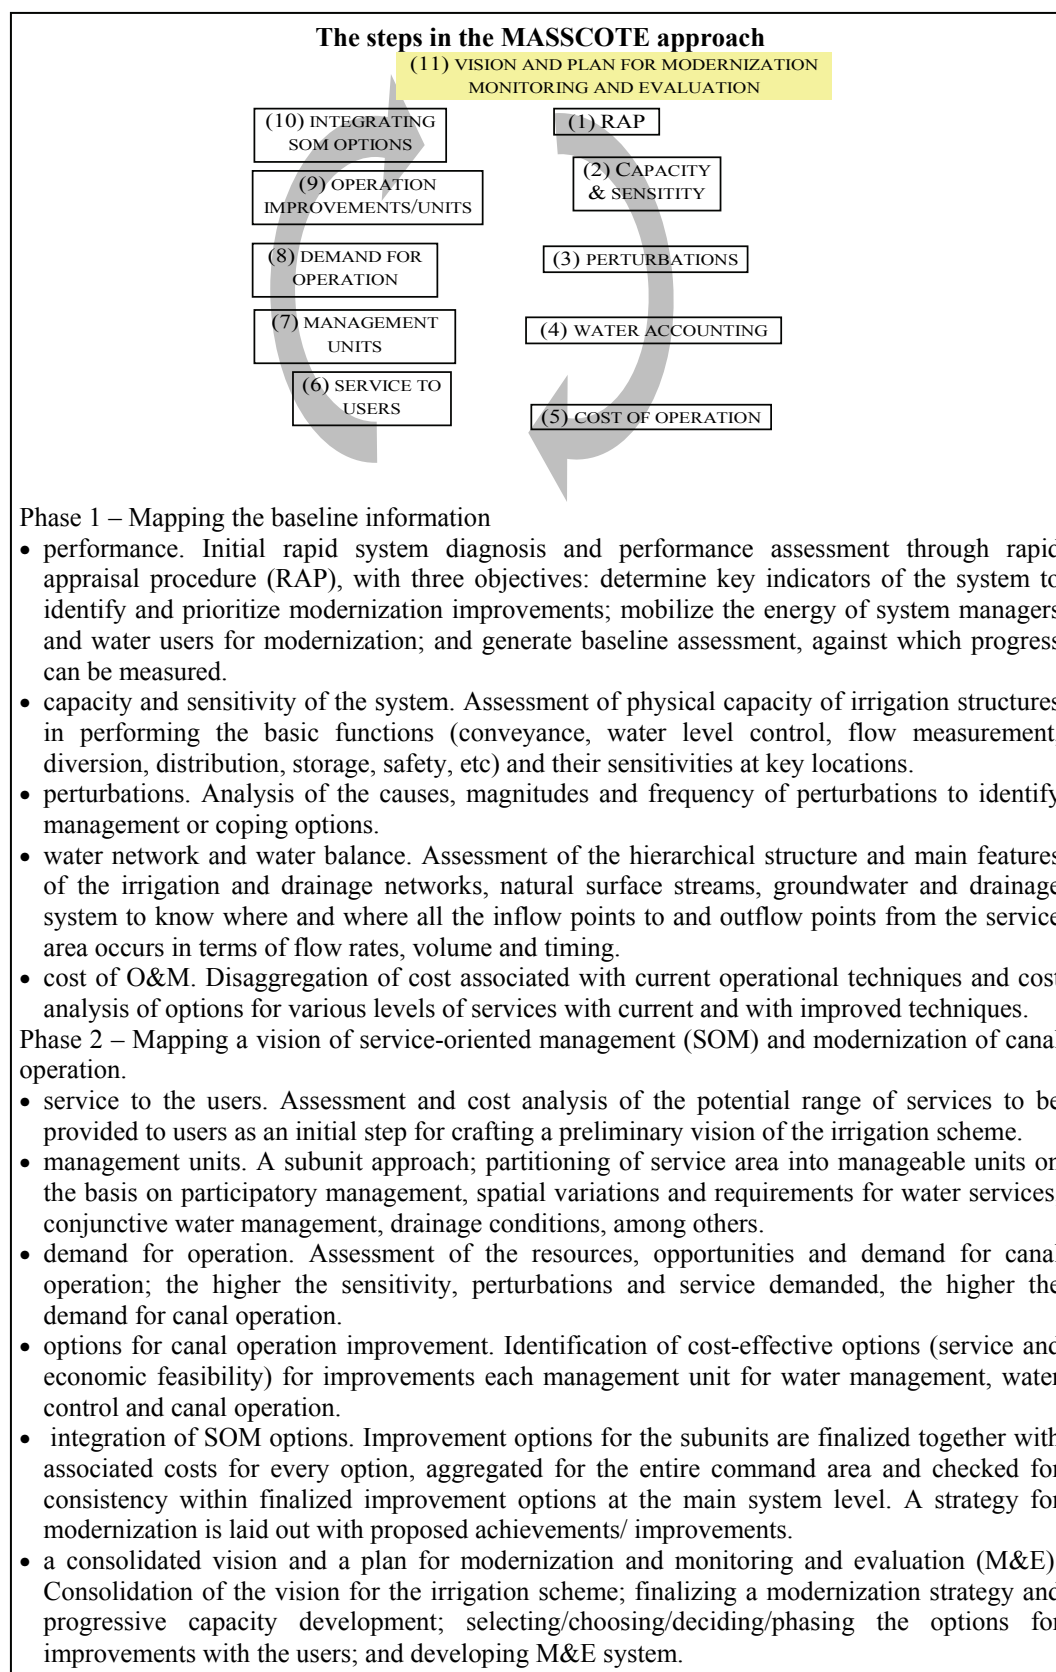 The steps in the MASSCOTE approach
(11) VISION AND PLAN FOR MODERNIZATION
MONITORING AND EVALUATION
(10) INTEGRATING
SOM OPTIONS
(1) RAP
(2) CAPACITY
& SENSITITY
(9) OPERATION
IMPROVEMENTS/UNITS
(8) DEMAND FOR
OPERATION
(3) PERTURBATIONS
(7) MANAGEMENT
UNITS
(4) WATER ACCOUNTING
(6) SERVICE TO
USERS
(5) COST OF OPERATION
Phase 1 – Mapping the baseline information
• performance. Initial rapid system diagnosis and performance assessment through rapid
appraisal procedure (RAP), with three objectives: determine key indicators of the system to
identify and prioritize modernization improvements; mobilize the energy of system managers
and water users for modernization; and generate baseline assessment, against which progress
can be measured.
• capacity and sensitivity of the system. Assessment of physical capacity of irrigation structures
in performing the basic functions (conveyance, water level control, flow measurement,
diversion, distribution, storage, safety, etc) and their sensitivities at key locations.
• perturbations. Analysis of the causes, magnitudes and frequency of perturbations to identify
management or coping options.
• water network and water balance. Assessment of the hierarchical structure and main features
of the irrigation and drainage networks, natural surface streams, groundwater and drainage
system to know where and where all the inflow points to and outflow points from the service
area occurs in terms of flow rates, volume and timing.
• cost of O&M. Disaggregation of cost associated with current operational techniques and cost
analysis of options for various levels of services with current and with improved techniques.
Phase 2 – Mapping a vision of service-oriented management (SOM) and modernization of canal
operation.
• service to the users. Assessment and cost analysis of the potential range of services to be
provided to users as an initial step for crafting a preliminary vision of the irrigation scheme.
• management units. A subunit approach; partitioning of service area into manageable units on
the basis on participatory management, spatial variations and requirements for water services,
conjunctive water management, drainage conditions, among others.
• demand for operation. Assessment of the resources, opportunities and demand for canal
operation; the higher the sensitivity, perturbations and service demanded, the higher the
demand for canal operation.
• options for canal operation improvement. Identification of cost-effective options (service and
economic feasibility) for improvements each management unit for water management, water
control and canal operation.
• integration of SOM options. Improvement options for the subunits are finalized together with
associated costs for every option, aggregated for the entire command area and checked for
consistency within finalized improvement options at the main system level. A strategy for
modernization is laid out with proposed achievements/ improvements.
• a consolidated vision and a plan for modernization and monitoring and evaluation (M&E)
Consolidation of the vision for the irrigation scheme; finalizing a modernization strategy and
progressive capacity development; selecting/choosing/deciding/phasing the options for
improvements with the users; and developing M&E system.